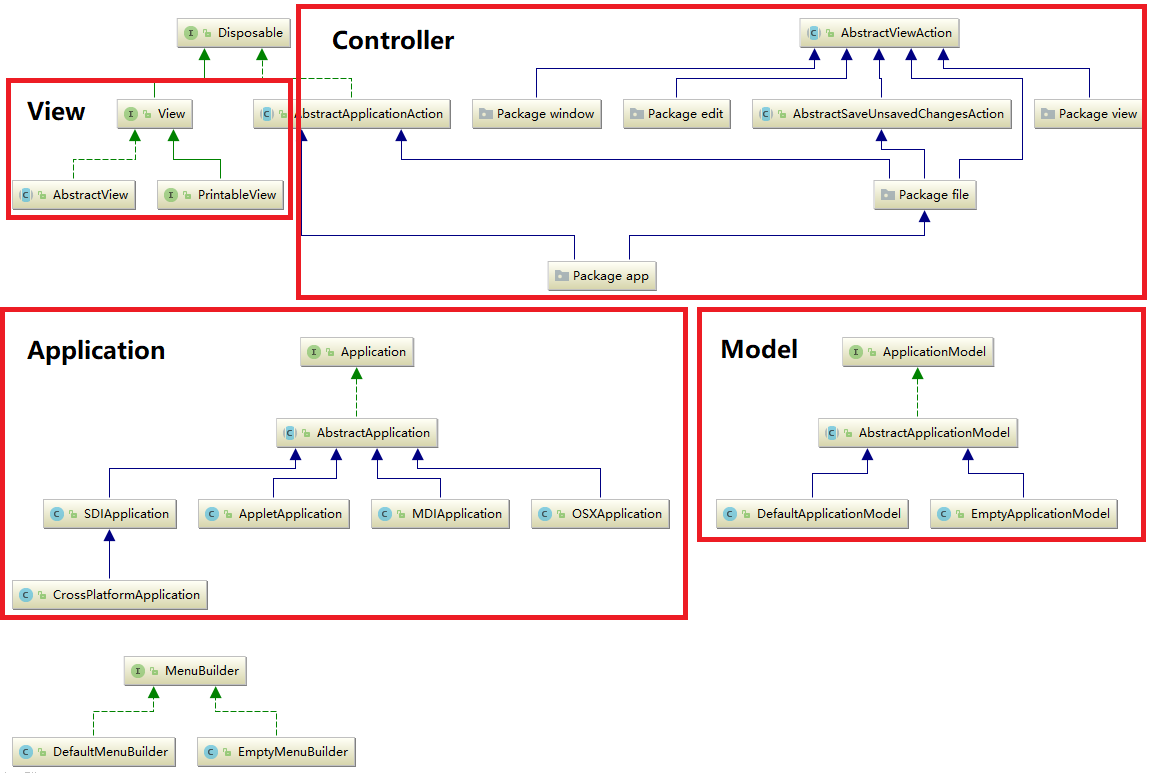 Disposable
Controller
AbstractViewAction
View
View
AbstractApplicationAction
Package window
Package edit
AbstractSaveUnsavedChangesAction
Package view
AbstractView
PrintableView
Package file
Package app
Application
Application
AbstractApplication
SDIApplication
AppletApplication
MDIApplication
OSXApplication
CrossPlatformApplication
Model
ApplicationModel
AbstractApplicationModel
DefaultApplicationModel
EmptyApplicationModel
MenuBuilder
DefaultMenuBuilder
EmptyMenuBuilder